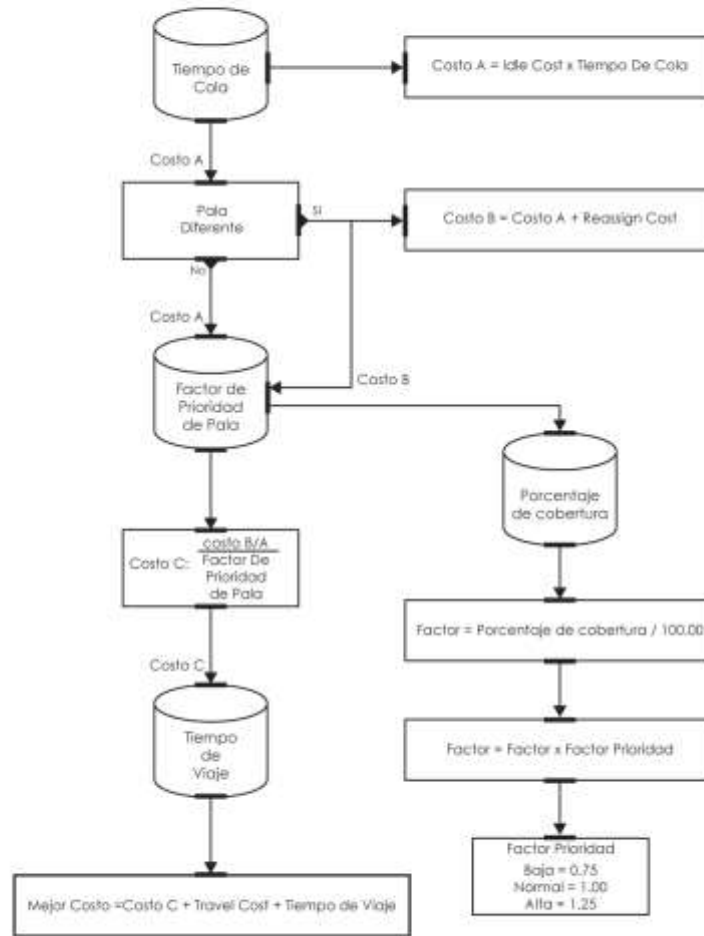 Tiempo de
Cola
Costo A = Idle Cost x Tiempo De Cola
Costo A
Pala
Diferente
Si
Costo B = Costo A + Reassign Cost
No
Costo A
Costo B
Factor de
Prioridad
de Pala
Porcentaje
de cobertura
Costo C:
costo B/A
Factor De
Prioridad
de Pala
Factor = Porcentaje de cobertura / 100.00
Costo C
Tiempo
de
Viaje
Factor = Factor x Factor Prioridad
Factor Prioridad
Baja = 0.75
Normal = 1.00
Alta = 1.25
Mejor Costo =Costo C + Travel Cost + Tiempo de Viaje